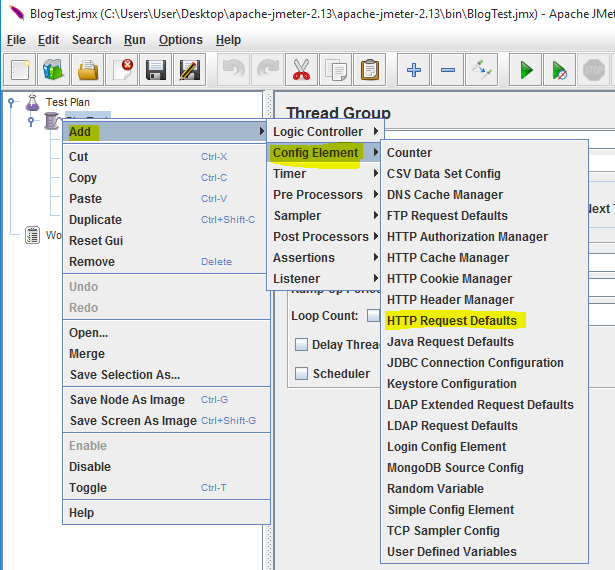 BlogTest.jmx (C:\Users\User\Desktop\apache-jmeter-2.13\apache-jmeter-2.13\bin\BlogTest.jmx) - Apache JMe
File Edit Search Run Options Help
STOP
Test Plan
Wo
Add
Cut Ctrl-X
Copy Ctrl-C
Paste Ctrl-V
Duplicate Ctrl+Shift-C
Reset Gui
Remove Delete
Undo
Redo
Open...
Merge
Save Selection As...
Save Node As Image Ctrl-G
Save Screen As Image Ctrl+Shift-G
Enable
Disable
Toggle Ctrl-T
Help
Logic Controller
Config Element
Timer
Pre Processors
Sampler
Post Processors
Assertions
Listener
Counter
CSV Data Set Config
DNS Cache Manager
FTP Request Defaults
HTTP Authorization Manager
HTTP Cache Manager
HTTP Cookie Manager
HTTP Header Manager
HTTP Request Defaults
Java Request Defaults
JDBC Connection Configuration
Keystore Configuration
LDAP Extended Request Defaults
LDAP Request Defaults
Login Config Element
MongoDB Source Config
Random Variable
Simple Config Element
TCP Sampler Config
User Defined Variables
Thread Group
Next T
Loop Count:
Delay Threa
Scheduler